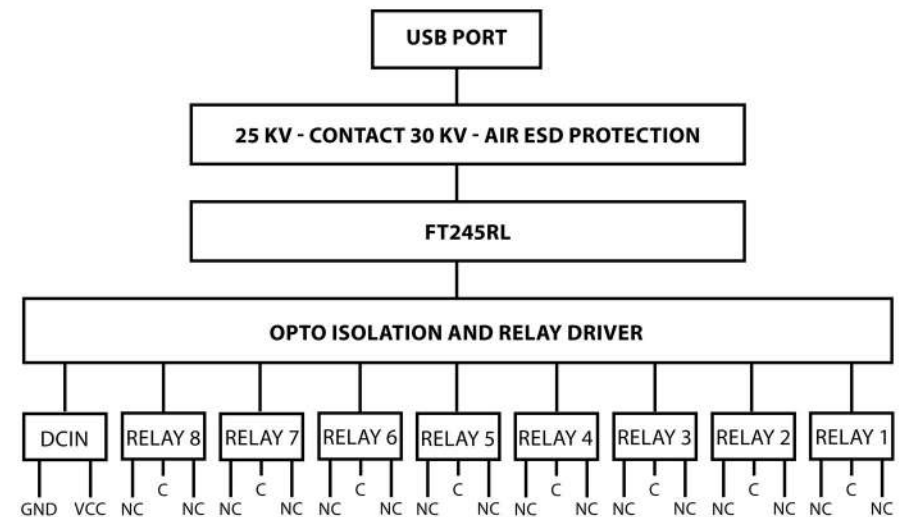 USB PORT
25 KV - CONTACT 30 KV - AIR ESD PROTECTION
FT245RL
OPTO ISOLATION AND RELAY DRIVER
DCIN RELAY 8 RELAY 7 RELAY 6 RELAY 5 RELAY 4 RELAY 3 RELAY 2 RELAY 1
C C C C C C C C
GND VCC NC NC NC NC NC NC NC NC NC NC NC NC NC NC NC NC